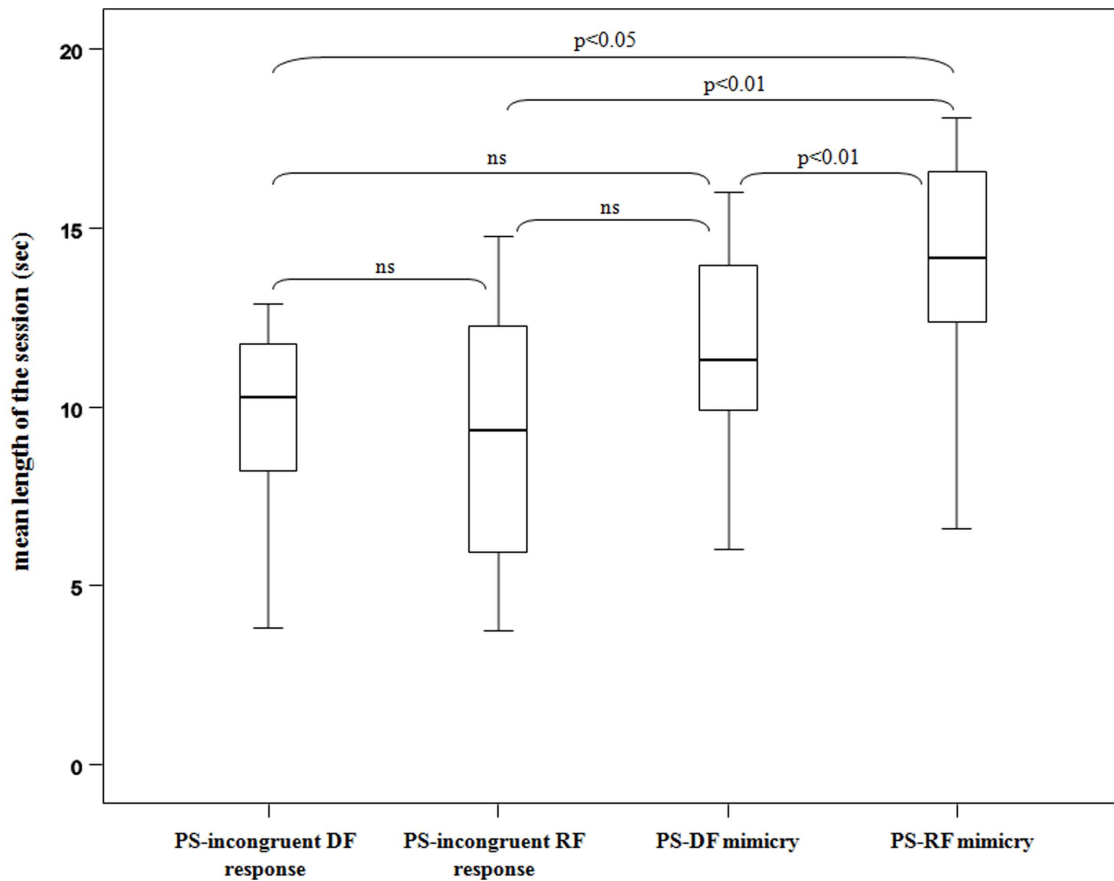 20
p<0.05
p<0.01
ns
p<0.01
ns
15
ns
mean length of the session (sec)
10
5
0
PS-incongruent DF
response
PS-incongruent RF
response
PS-DF mimicry
PS-RF mimicry